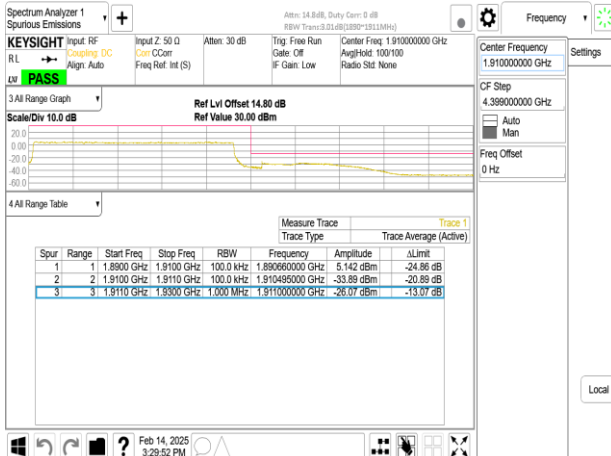 Spectrum Analyzer 1
Spurious Emissions
Attn: 14.8dB, Duty Carr: 0 dB
RBW Trans:3.01dB(1890~1911MHz)
Frequency
KEYSIGHT
Input: RF
Coupling: DC
Align: Auto
Input Z: 50 Ω
Corr CCorr
Freq Ref: Int (S)
Atten: 30 dB
Trig: Free Run
Gate: Off
IF Gain: Low
Center Freq: 1.910000000 GHz
Avg|Hold: 100/100
Radio Std: None
RL
LXI
PASS
Center Frequency
1.910000000 GHz
Settings
CF Step
4.399000000 GHz
Auto
Man
Freq Offset
0 Hz
3 All Range Graph
Scale/Div 10.0 dB
Ref Lvl Offset 14.80 dB
Ref Value 30.00 dBm
20.0
0.00
-20.0
-40.0
-60.0
4 All Range Table
Measure Trace Trace 1
Trace Type Trace Average (Active)
Spur Range Start Freq Stop Freq RBW Frequency Amplitude ΔLimit
1 1 1.8900 GHz 1.9100 GHz 100.0 kHz 1.890660000 GHz 5.142 dBm -24.86 dB
2 2 1.9100 GHz 1.9110 GHz 100.0 kHz 1.910495000 GHz -33.89 dBm -20.89 dB
3 3 1.9110 GHz 1.9300 GHz 1.000 MHz 1.911000000 GHz -26.07 dBm -13.07 dB
Local
?
Feb 14, 2025
3:29:52 PM